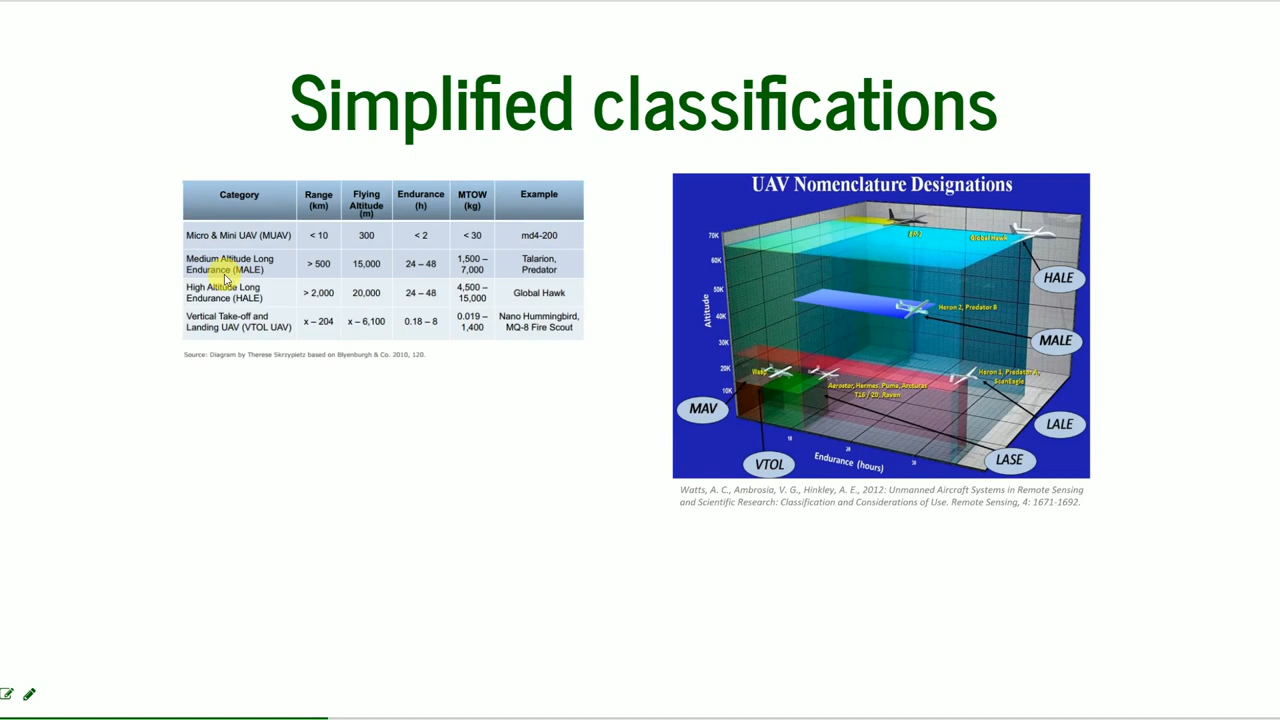 Simplified classifications
Category Range (km) Flying Altitude (m) Endurance (h) MTOW (kg) Example
Micro & Mini UAV (MUAV) < 10 300 < 2 < 30 md4-200
Medium Altitude Long Endurance (MALE) > 500 15,000 24 – 48 1,500 – 7,000 Talarion, Predator
High Altitude Long Endurance (HALE) > 2,000 20,000 24 – 48 4,500 – 15,000 Global Hawk
Vertical Take-off and Landing UAV (VTOL UAV) x – 204 x – 6,100 0.18 – 8 0.019 – 1,400 Nano Hummingbird, MQ-8 Fire Scout
Source: Diagram by Therese Skrzypietz based on Blyenburgh & Co. 2010, 120.
UAV Nomenclature Designations
70K
60K
50K
40K
30K
20K
10K
Altitude
Global Hawk
HALE
Heron 2, Predator B
MALE
Wasp
Aerostar, Hermes, Puma, Arcturus
T16 / 20, Raven
Heron 1, Predator A,
ScanEagle
MAV
LALE
VTOL
LASE
10
20
30
Endurance (hours)
Watts, A. C., Ambrosia, V. G., Hinkley, A. E., 2012: Unmanned Aircraft Systems in Remote Sensing
and Scientific Research: Classification and Considerations of Use. Remote Sensing, 4: 1671-1692.